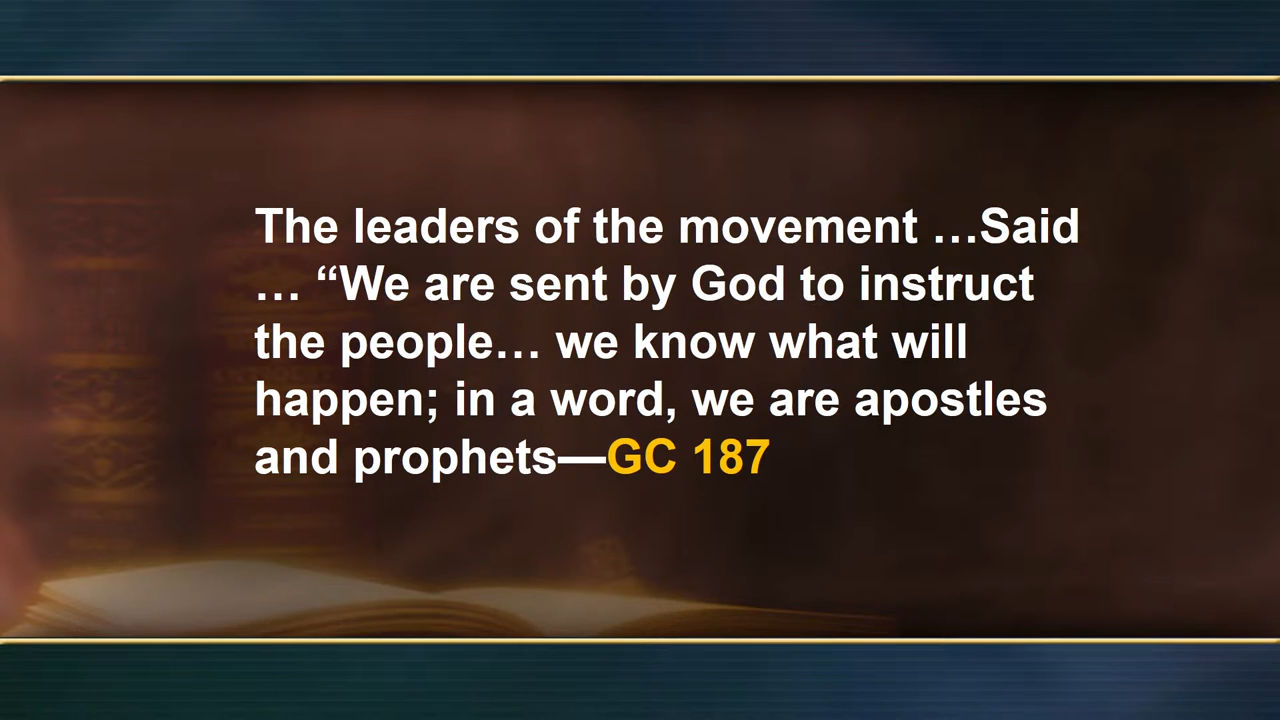 The leaders of the movement …Said
… “We are sent by God to instruct
the people… we know what will
happen; in a word, we are apostles
and prophets—GC 187